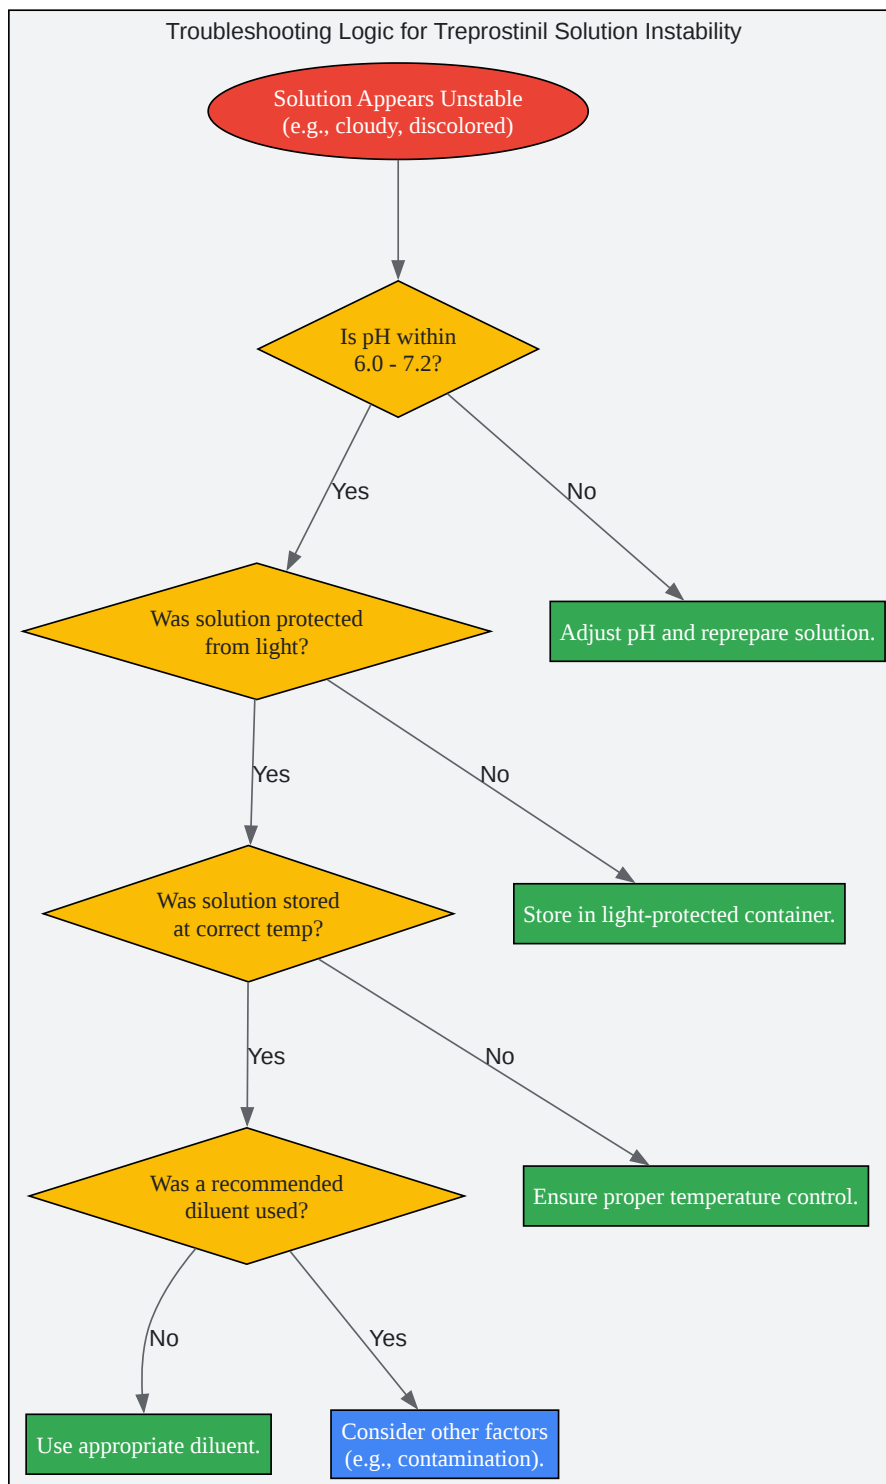 Troubleshooting Logic for Treprostinil Solution Instability
Solution Appears Unstable
(e.g., cloudy, discolored)
Is pH within
6.0 - 7.2?
Yes
No
Was solution protected
from light?
Adjust pH and reprepare solution.
Yes
No
Was solution stored
at correct temp?
Store in light-protected container.
Yes
No
Was a recommended
diluent used?
Ensure proper temperature control.
No
Yes
Use appropriate diluent.
Consider other factors
(e.g., contamination).